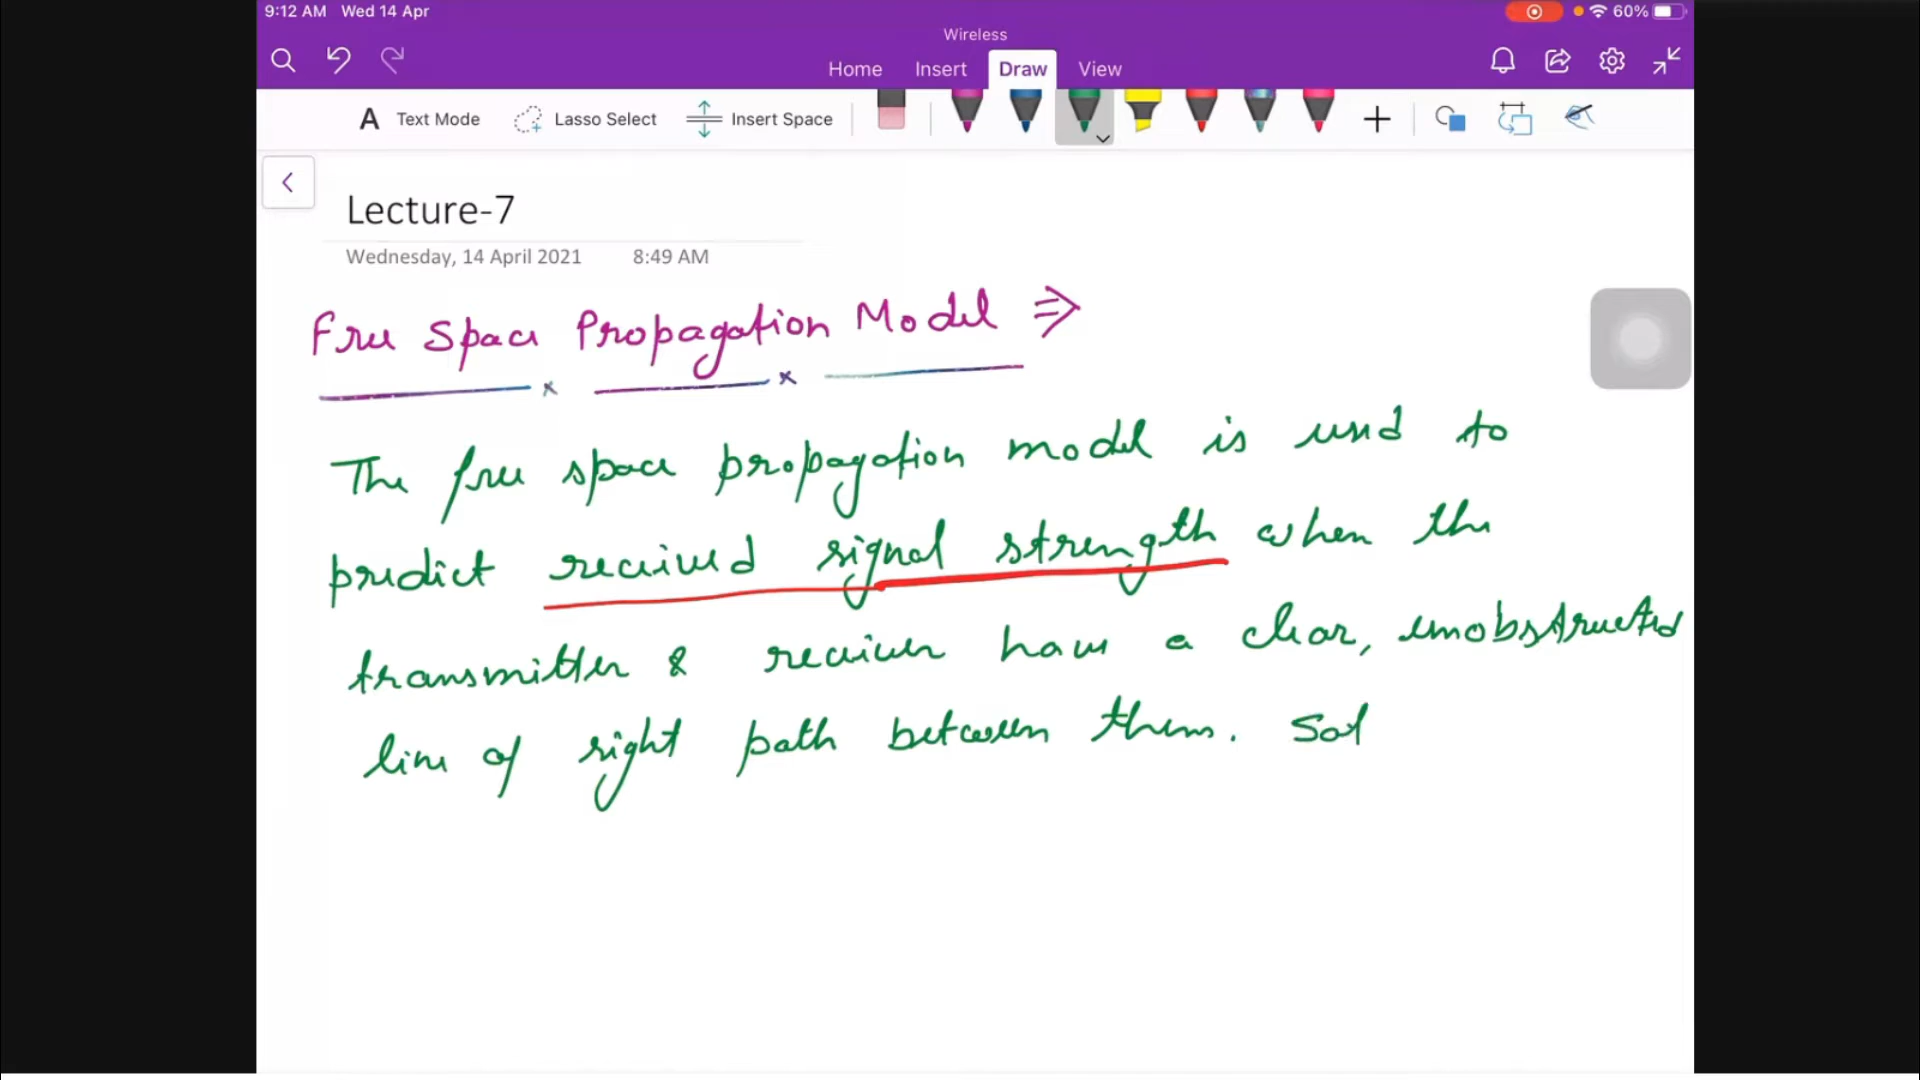 9:12 AM Wed 14 Apr
60%
Wireless
Home Insert Draw View
A Text Mode Lasso Select Insert Space
Lecture-7
Wednesday, 14 April 2021 8:49 AM
Free Space Propagation Model ⇒
The free space propagation model is used to
predict received signal strength when the
transmitter & receiver have a clear, unobstructed
line of sight path between them. Sat